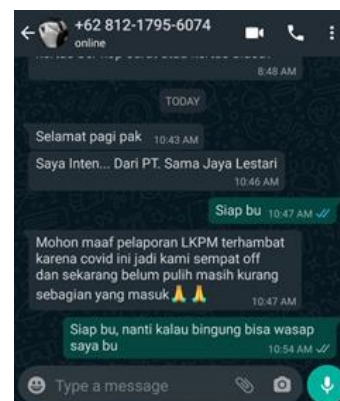 +62 812-1795-6074
online
8:48 AM
TODAY
Selamat pagi pak 10:43 AM
Saya Inten... Dari PT. Sama Jaya Lestari
10:46 AM
Siap bu 10:47 AM
Mohon maaf pelaporan LKPM terhambat
karena covid ini jadi kami sempat off
dan sekarang belum pulih masih kurang
sebagian yang masuk🙏 🙏
10:47 AM
Siap bu, nanti kalau bingung bisa wasap
saya bu 10:54 AM
Type a message